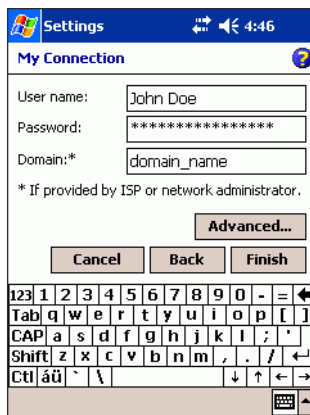 Settings 4:46
My Connection ?
User name: John Doe
Password: ****************
Domain:* domain_name
* If provided by ISP or network administrator.
Advanced...
Cancel Back Finish
123 1 2 3 4 5 6 7 8 9 0 - = ←
Tab q w e r t y u i o p [ ]
CAP a s d f g h j k l ; '
Shift z x c v b n m , . / ↵
Ctl áü ` \ ↓ ↑ ← →